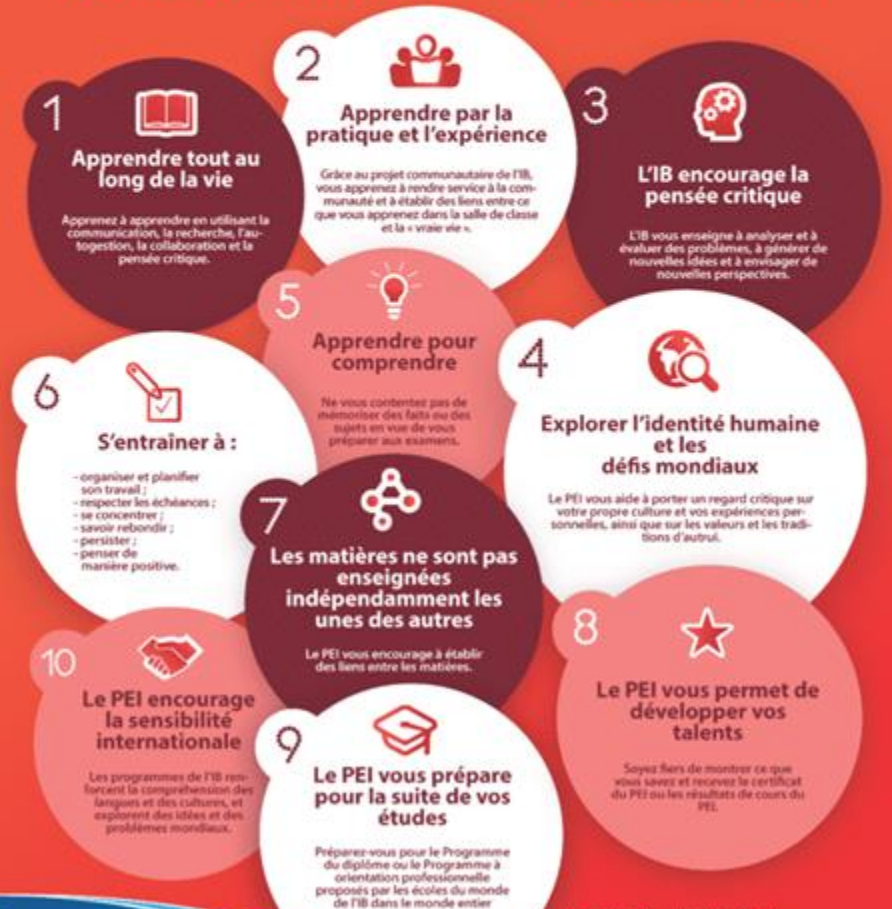 1
Apprendre tout au
long de la vie
Apprenez à apprendre en utilisant la
communication, la recherche, l'au-
togestion, la collaboration et la
pensée critique.
2
Apprendre par la
pratique et l'expérience
Grâce au projet communautaire de l'IB,
vous apprenez à rendre service à la com-
munauté et à établir des liens entre ce
que vous apprenez dans la salle de classe
et la « vraie vie ».
3
L'IB encourage la
pensée critique
L'IB vous enseigne à analyser et à
évaluer des problèmes, à générer de
nouvelles idées et à envisager de
nouvelles perspectives.
4
Explorer l'identité humaine
et les
défis mondiaux
Le PEI vous aide à porter un regard critique sur
votre propre culture et vos expériences per-
sonnelles, ainsi que sur les valeurs et les tradi-
tions d'autrui.
5
Apprendre pour
comprendre
Ne vous contentez pas de
mémoriser des faits ou des
sujets en vue de vous
préparer aux examens.
6
S'entraîner à :
- organiser et planifier
son travail ;
- respecter les échéances ;
- se concentrer ;
- savoir rebondir ;
- persister ;
- penser de
manière positive.
7
Les matières ne sont pas
enseignées
indépendamment les
unes des autres
Le PEI vous encourage à établir
des liens entre les matières.
8
Le PEI vous permet de
développer vos
talents
Soyez fiers de montrer ce que
vous savez et recevez le certificat
du PEI ou les résultats de cours du
PEI.
9
Le PEI vous prépare
pour la suite de vos
études
Préparez-vous pour le Programme
du diplôme ou le Programme à
orientation professionnelle
proposés par les écoles du monde
de l'IB dans le monde entier
10
Le PEI encourage
la sensibilité
internationale
Les programmes de l'IB ren-
forcent la compréhension des
langues et des cultures, et
explorent des idées et des
problèmes mondiaux.